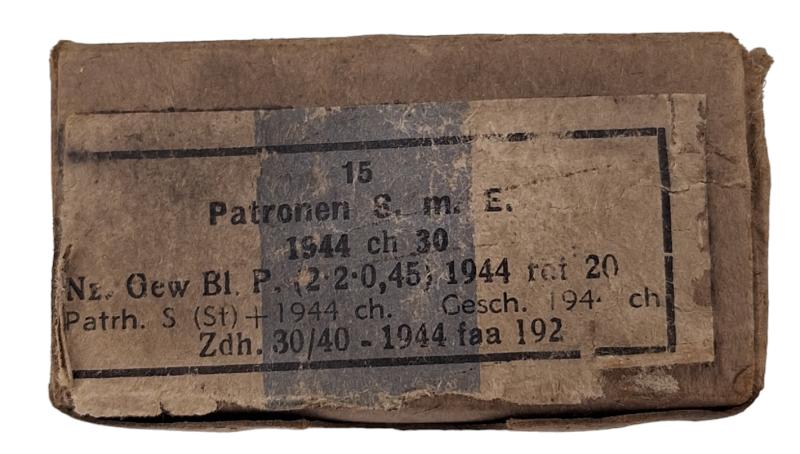 15
Patronen S. m. E.
1944 ch 30
Nz. Gew Bl. P. (2·2·0,45) 1944 rdf 20
Patrh. S (St)+1944 ch. Gesch. 194 ch
Zdh. 30/40 - 1944 faa 192